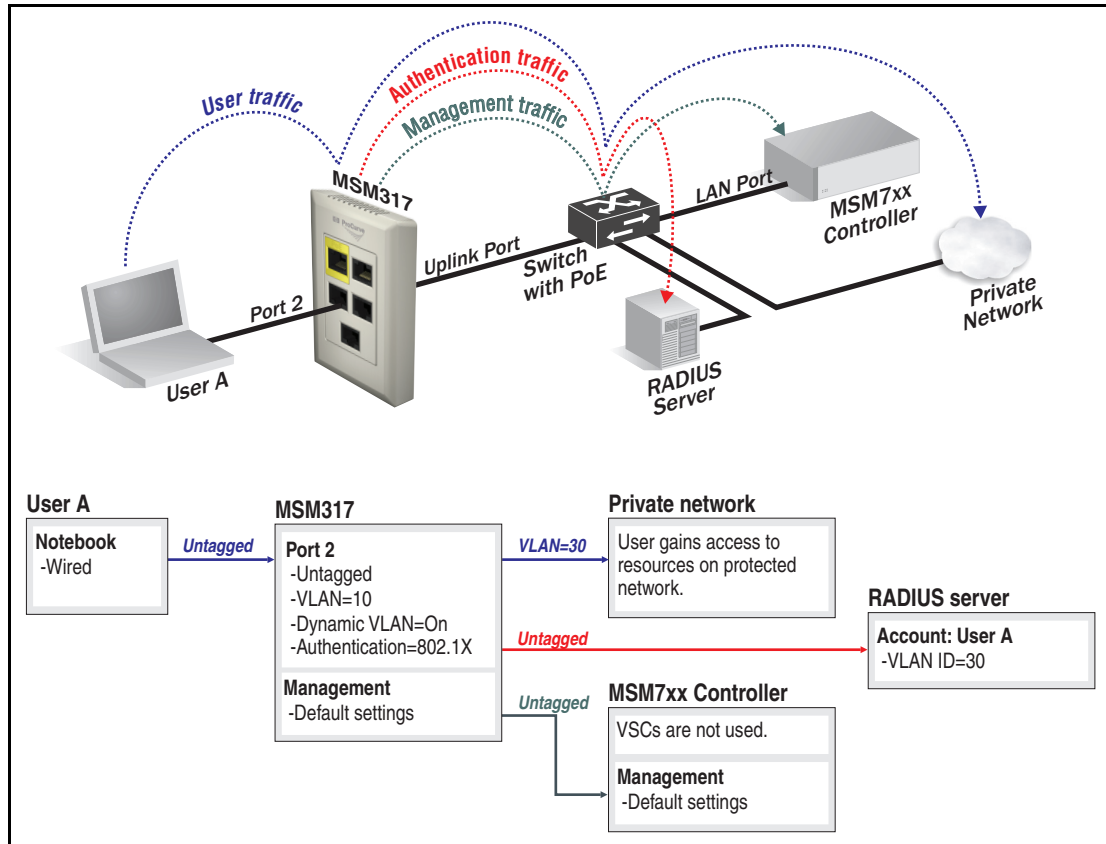 User traffic
Authentication traffic
Management traffic
MSM317
LAN Port
MSM7xx
Controller
Uplink Port
Switch
with PoE
Private
Network
Port 2
User A
RADIUS
Server
User A
Notebook
-Wired
Untagged
MSM317
Port 2
-Untagged
-VLAN=10
-Dynamic VLAN=On
-Authentication=802.1X
Management
-Default settings
VLAN=30
Private network
User gains access to
resources on protected
network.
Untagged
RADIUS server
Account: User A
-VLAN ID=30
Untagged
MSM7xx Controller
VSCs are not used.
Management
-Default settings